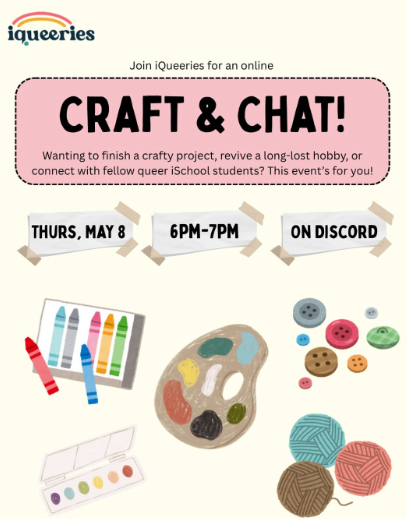 iqueeries
Join iQueeries for an online
CRAFT & CHAT!
Wanting to finish a crafty project, revive a long-lost hobby, or
connect with fellow queer iSchool students? This event's for you!
THURS, MAY 8
6PM-7PM
ON DISCORD